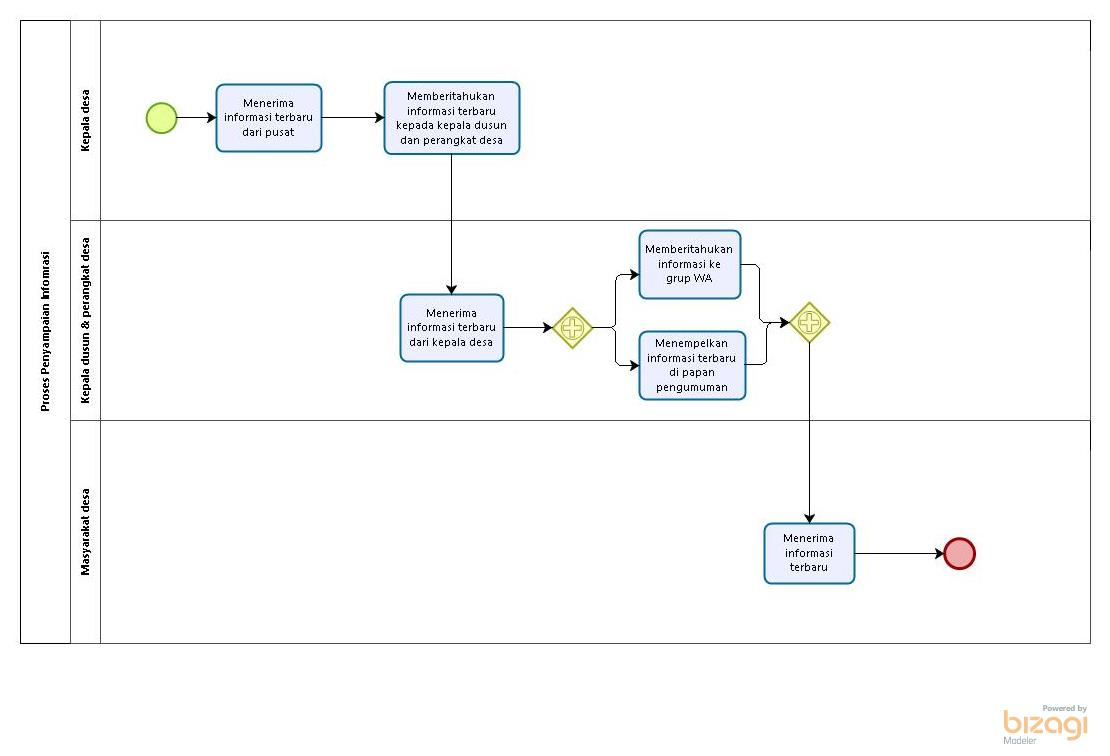 Proses Penyampaian Infomrasi
Kepala desa
Menerima
informasi terbaru
dari pusat
Memberitahukan
informasi terbaru
kepada kepala dusun
dan perangkat desa
Kepala dusun & perangkat desa
Menerima
informasi terbaru
dari kepala desa
Memberitahukan
informasi ke
grup WA
Menempelkan
informasi terbaru
di papan
pengumuman
Masyarakat desa
Menerima
informasi
terbaru
Powered by
bizagi
Modeler